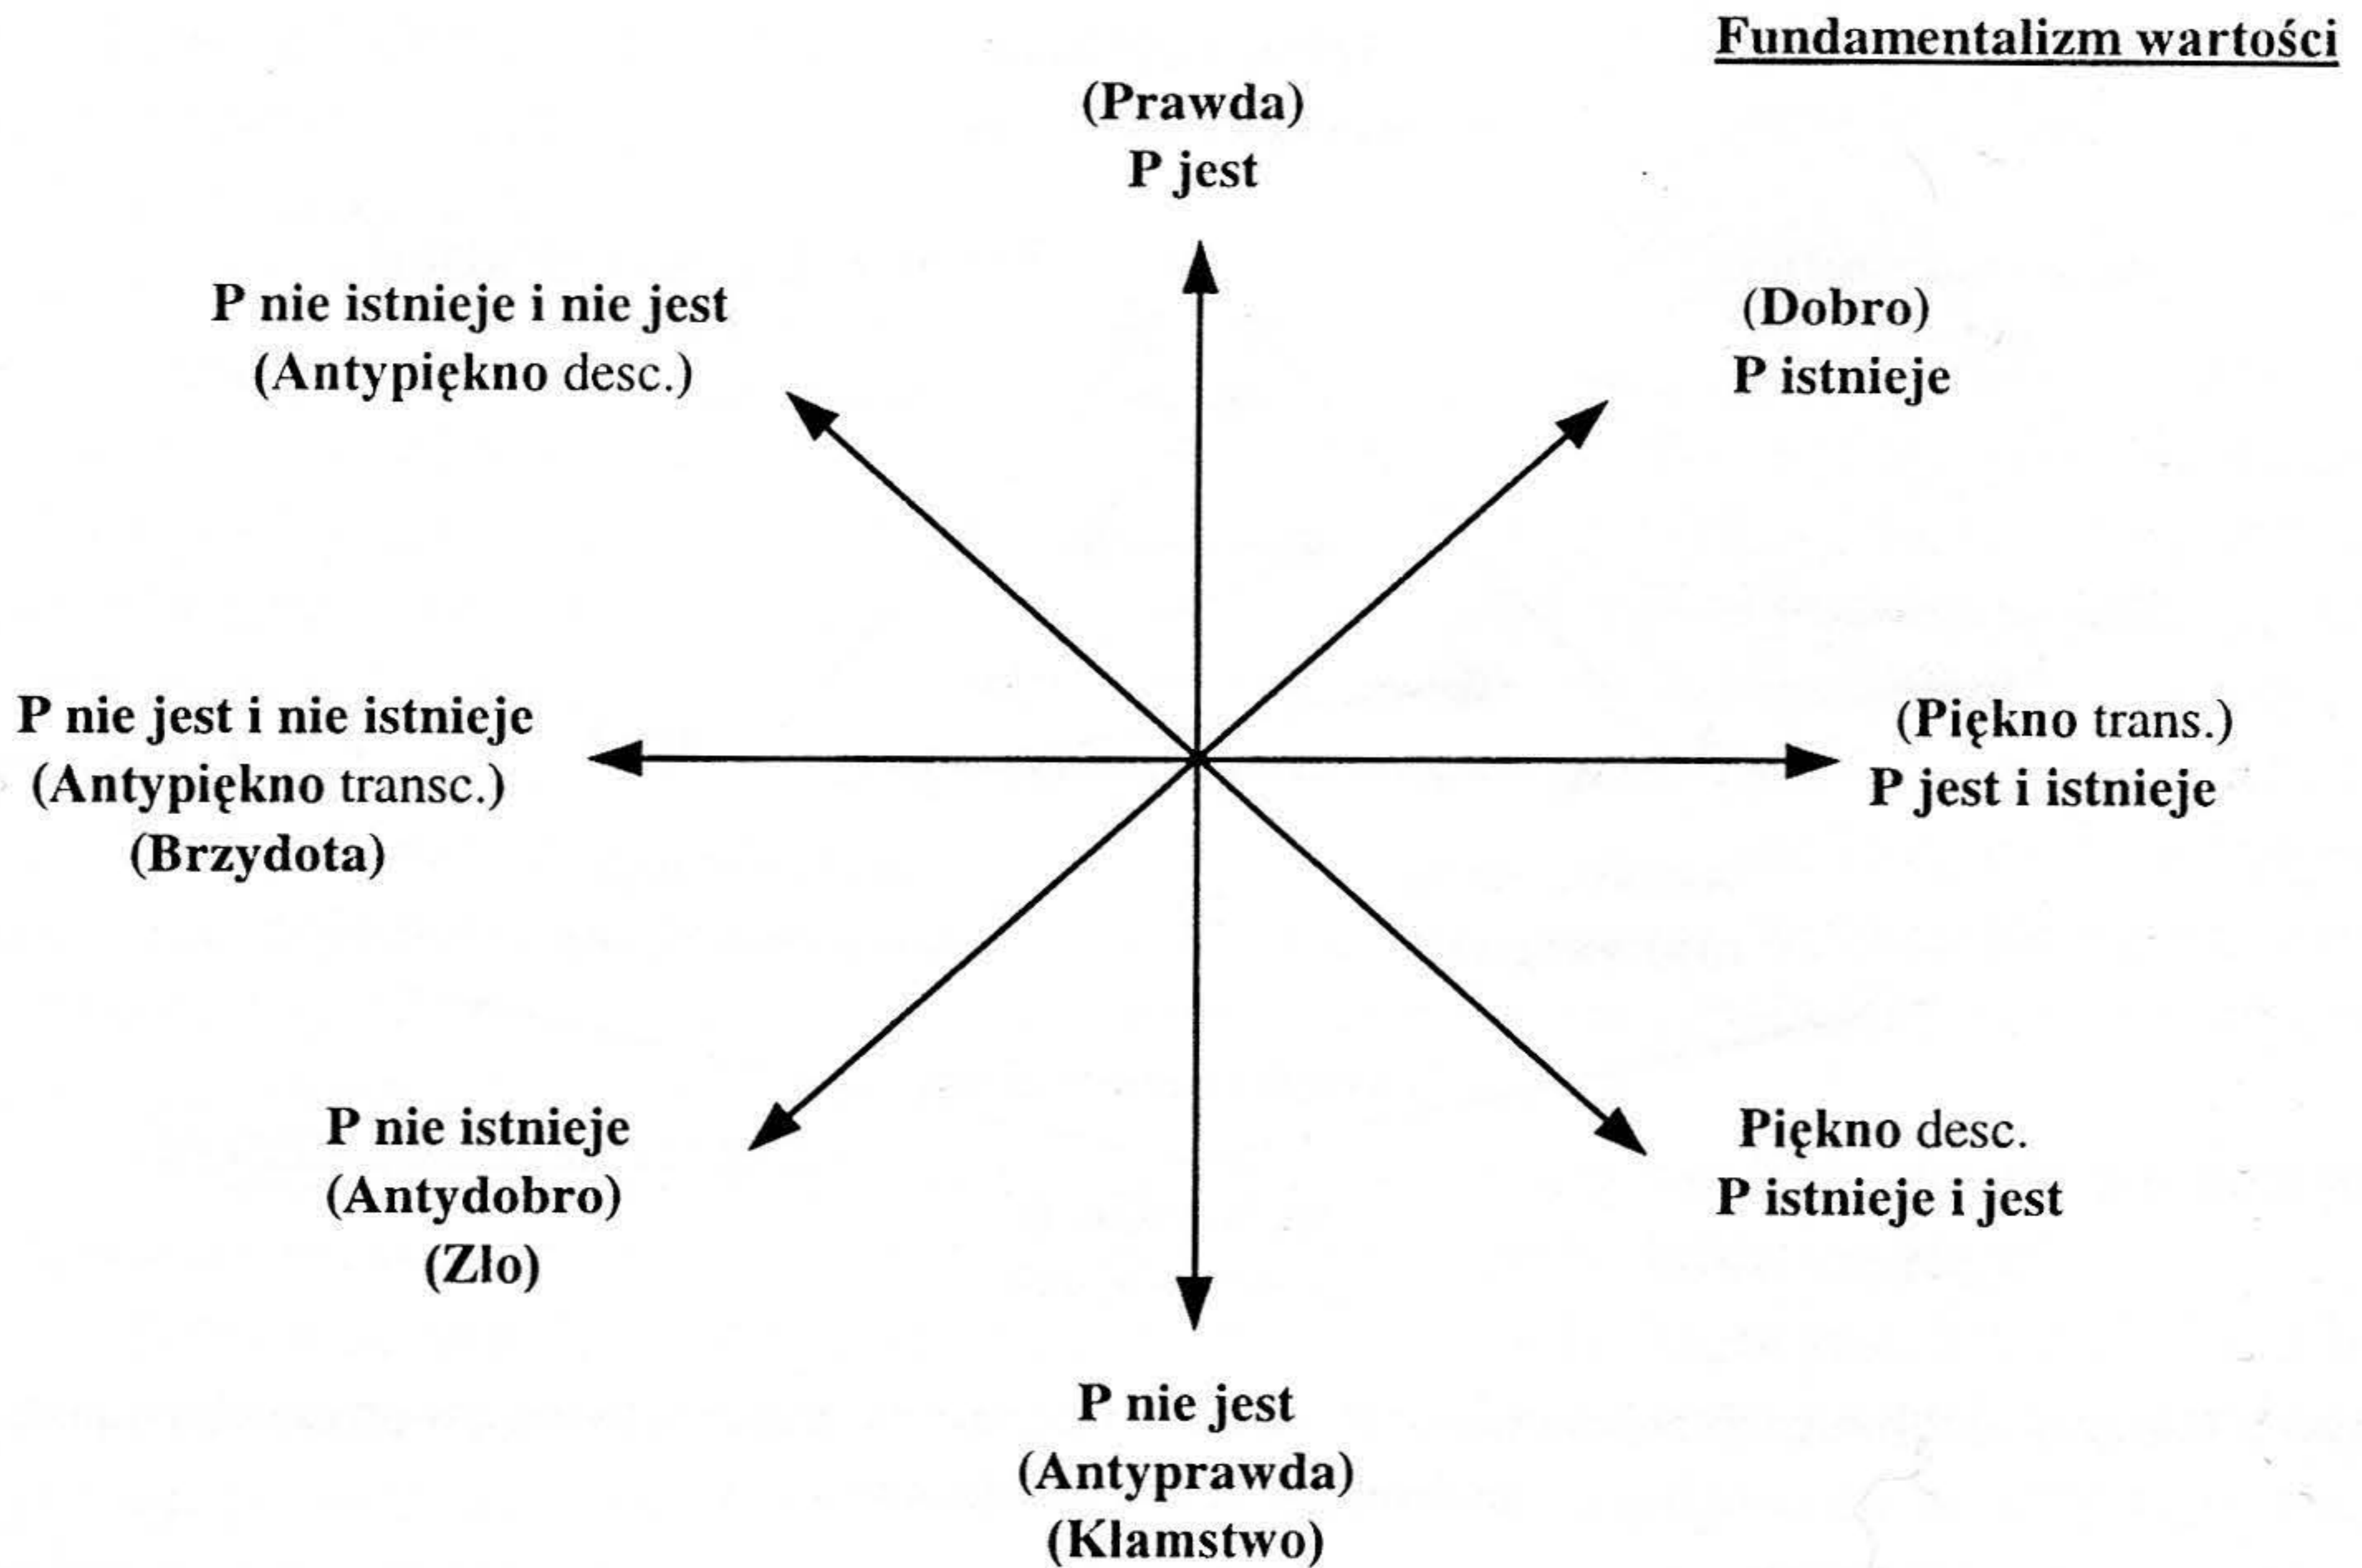 Fundamentalizm wartości
(Prawda)
P jest
P nie istnieje i nie jest
(Antypiękno desc.)
(Dobro)
P istnieje
P nie jest i nie istnieje
(Antypiękno transc.)
(Brzydota)
(Piękno trans.)
P jest i istnieje
P nie istnieje
(Antydobro)
(Zło)
Piękno desc.
P istnieje i jest
P nie jest
(Antyprawda)
(Kłamstwo)